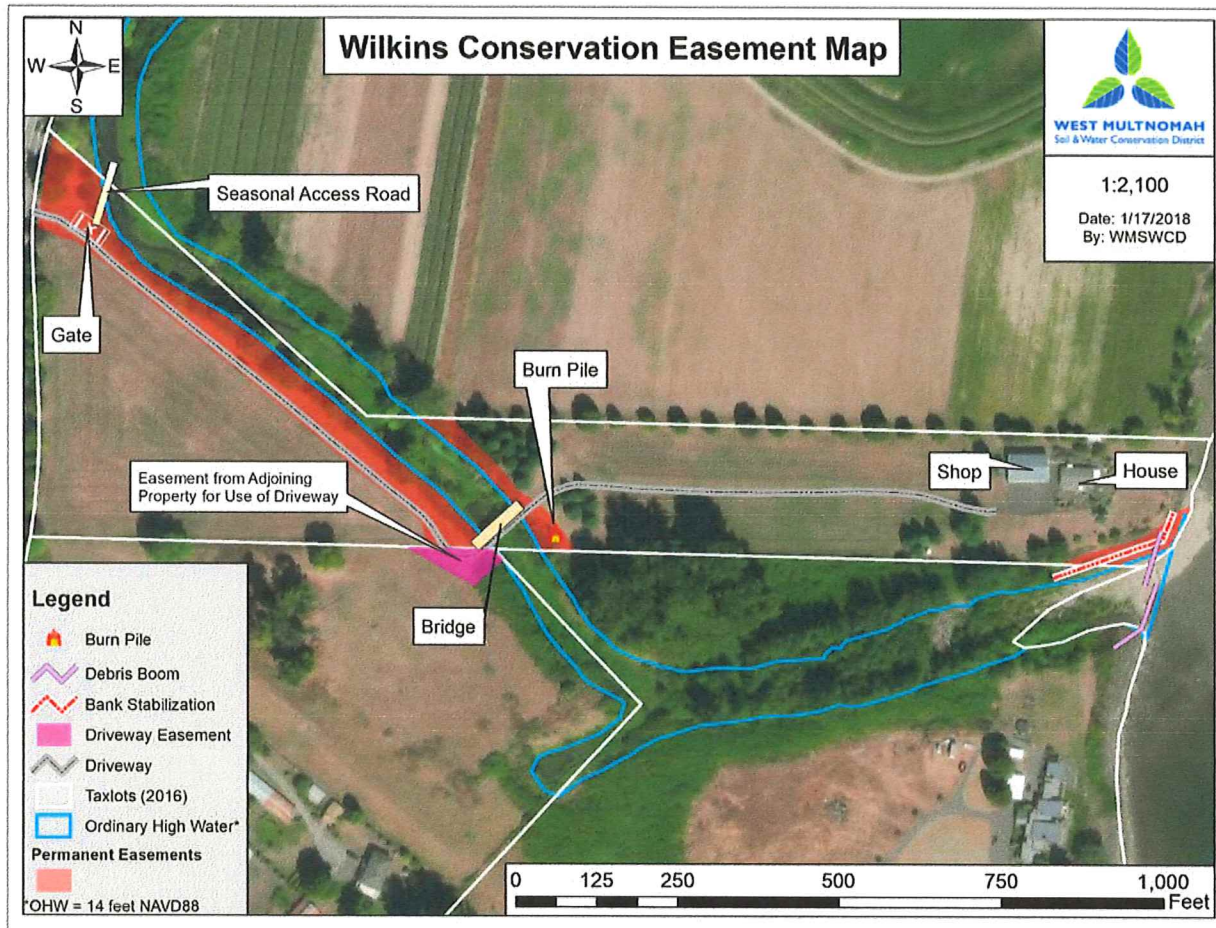 Wilkins Conservation Easement Map
N
W E
S
WEST MULTNOMAH
Soil & Water Conservation District
1:2,100
Date: 1/17/2018
By: WMSWCD
Seasonal Access Road
Gate
Burn Pile
Easement from Adjoining
Property for Use of Driveway
Shop
House
Bridge
Legend
Burn Pile
Debris Boom
Bank Stabilization
Driveway Easement
Driveway
Taxlots (2016)
Ordinary High Water*
Permanent Easements
*OHW = 14 feet NAVD88
0 125 250 500 750 1,000
Feet